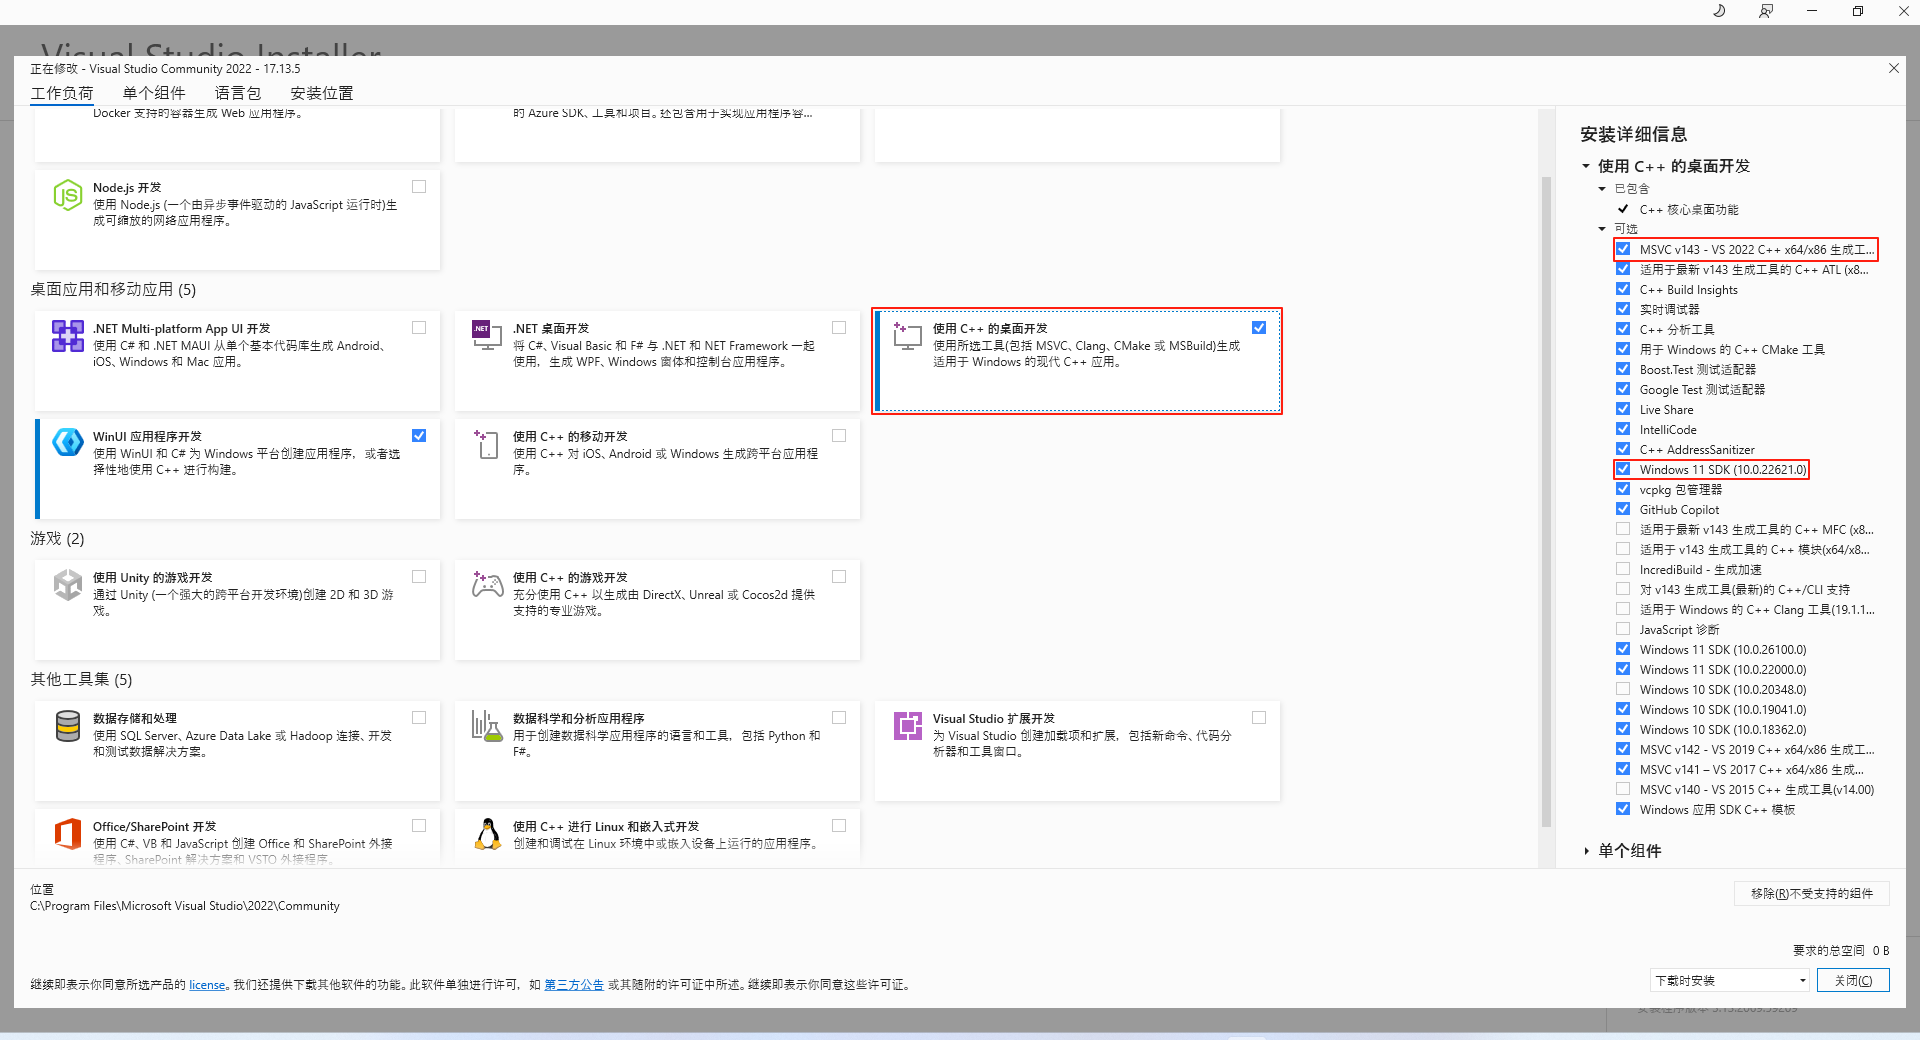 Visual Studio Installer
正在修改 - Visual Studio Community 2022 - 17.13.5
工作负荷
单个组件
语言包
安装位置
Docker 支持的容器生成 Web 应用程序。
的 Azure SDK、工具和项目。还包含用于实现应用程序容...
Node.js 开发
使用 Node.js (一个由异步事件驱动的 JavaScript 运行时)生
成可缩放的网络应用程序。
桌面应用和移动应用 (5)
.NET Multi-platform App UI 开发
使用 C# 和 .NET MAUI 从单个基本代码库生成 Android、
iOS、Windows 和 Mac 应用。
.NET
.NET 桌面开发
将 C#、Visual Basic 和 F# 与 .NET 和 NET Framework 一起
使用，生成 WPF、Windows 窗体和控制台应用程序。
使用 C++ 的桌面开发
使用所选工具(包括 MSVC、Clang、CMake 或 MSBuild)生成
适用于 Windows 的现代 C++ 应用。
WinUI 应用程序开发
使用 WinUI 和 C# 为 Windows 平台创建应用程序，或者选
择性地使用 C++ 进行构建。
使用 C++ 的移动开发
使用 C++ 对 iOS、Android 或 Windows 生成跨平台应用程
序。
游戏 (2)
使用 Unity 的游戏开发
通过 Unity (一个强大的跨平台开发环境)创建 2D 和 3D 游
戏。
使用 C++ 的游戏开发
充分使用 C++ 以生成由 DirectX、Unreal 或 Cocos2d 提供
支持的专业游戏。
其他工具集 (5)
数据存储和处理
使用 SQL Server、Azure Data Lake 或 Hadoop 连接、开发
和测试数据解决方案。
数据科学和分析应用程序
用于创建数据科学应用程序的语言和工具，包括 Python 和
F#。
Visual Studio 扩展开发
为 Visual Studio 创建加载项和扩展，包括新命令、代码分
析器和工具窗口。
Office/SharePoint 开发
使用 C#、VB 和 JavaScript 创建 Office 和 SharePoint 外接
程序、SharePoint 解决方案和 VSTO 外接程序。
使用 C++ 进行 Linux 和嵌入式开发
创建和调试在 Linux 环境中或嵌入设备上运行的应用程序。
安装详细信息
使用 C++ 的桌面开发
已包含
C++ 核心桌面功能
可选
MSVC v143 - VS 2022 C++ x64/x86 生成工...
适用于最新 v143 生成工具的 C++ ATL (x8...
C++ Build Insights
实时调试器
C++ 分析工具
用于 Windows 的 C++ CMake 工具
Boost.Test 测试适配器
Google Test 测试适配器
Live Share
IntelliCode
C++ AddressSanitizer
Windows 11 SDK (10.0.22621.0)
vcpkg 包管理器
GitHub Copilot
适用于最新 v143 生成工具的 C++ MFC (x8...
适用于 v143 生成工具的 C++ 模块(x64/x8...
IncrediBuild - 生成加速
对 v143 生成工具(最新)的 C++/CLI 支持
适用于 Windows 的 C++ Clang 工具(19.1.1...
JavaScript 诊断
Windows 11 SDK (10.0.26100.0)
Windows 11 SDK (10.0.22000.0)
Windows 10 SDK (10.0.20348.0)
Windows 10 SDK (10.0.19041.0)
Windows 10 SDK (10.0.18362.0)
MSVC v142 - VS 2019 C++ x64/x86 生成工...
MSVC v141 – VS 2017 C++ x64/x86 生成...
MSVC v140 - VS 2015 C++ 生成工具(v14.00)
Windows 应用 SDK C++ 模板
单个组件
位置
C:\Program Files\Microsoft Visual Studio\2022\Community
移除(R)不受支持的组件
要求的总空间 0 B
继续即表示你同意所选产品的 license。我们还提供下载其他软件的功能。此软件单独进行许可，如 第三方公告 或其随附的许可证中所述。继续即表示你同意这些许可证。
下载时安装
关闭(C)